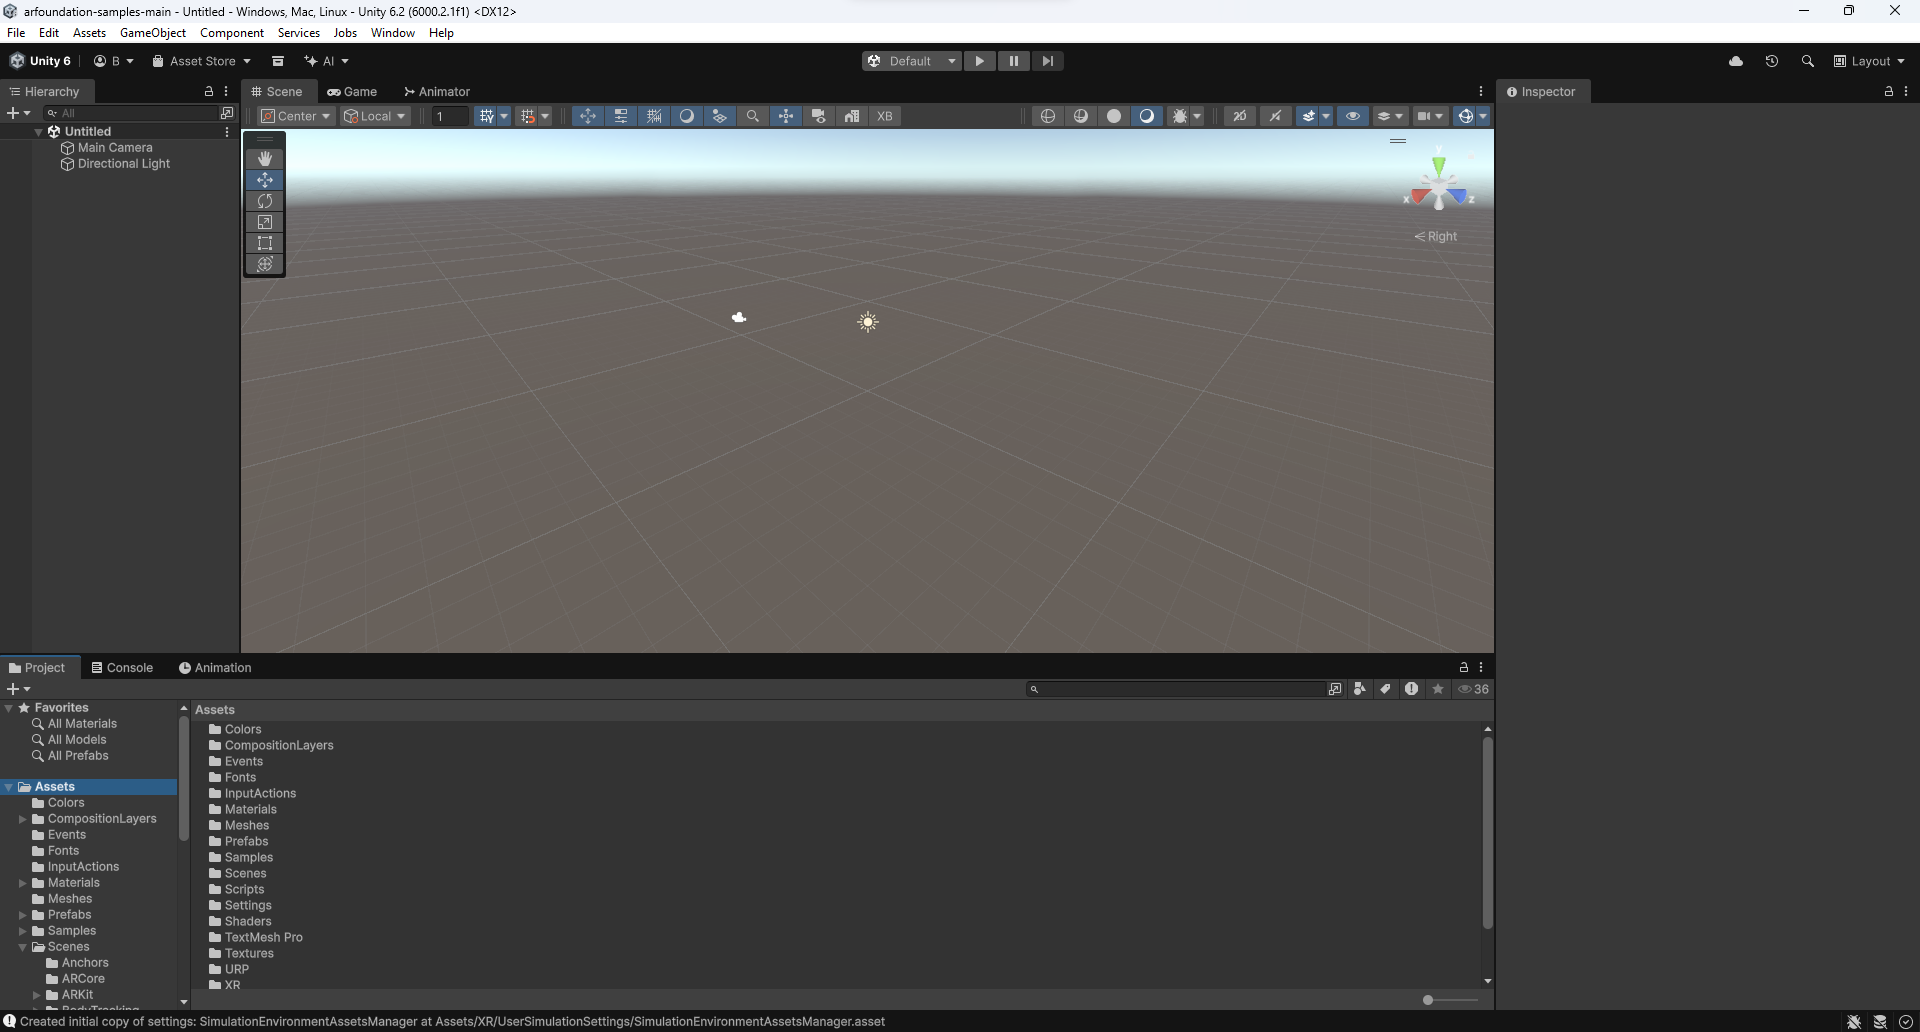 arfoundation-samples-main - Untitled - Windows, Mac, Linux - Unity 6.2 (6000.2.1f1) <DX12>
File Edit Assets GameObject Component Services Jobs Window Help
Unity 6 B Asset Store AI Default Layout
Hierarchy Scene Game Animator Inspector
All Center Local 1 XB 2D
Untitled
Main Camera
Directional Light
y
x z
Right
Project Console Animation
36
Favorites
All Materials
All Models
All Prefabs
Assets
Colors
CompositionLayers
Events
Fonts
InputActions
Materials
Meshes
Prefabs
Samples
Scenes
Anchors
ARCore
ARKit
BodyTracking
Assets
Colors
CompositionLayers
Events
Fonts
InputActions
Materials
Meshes
Prefabs
Samples
Scenes
Scripts
Settings
Shaders
TextMesh Pro
Textures
URP
XR
Created initial copy of settings: SimulationEnvironmentAssetsManager at Assets/XR/UserSimulationSettings/SimulationEnvironmentAssetsManager.asset